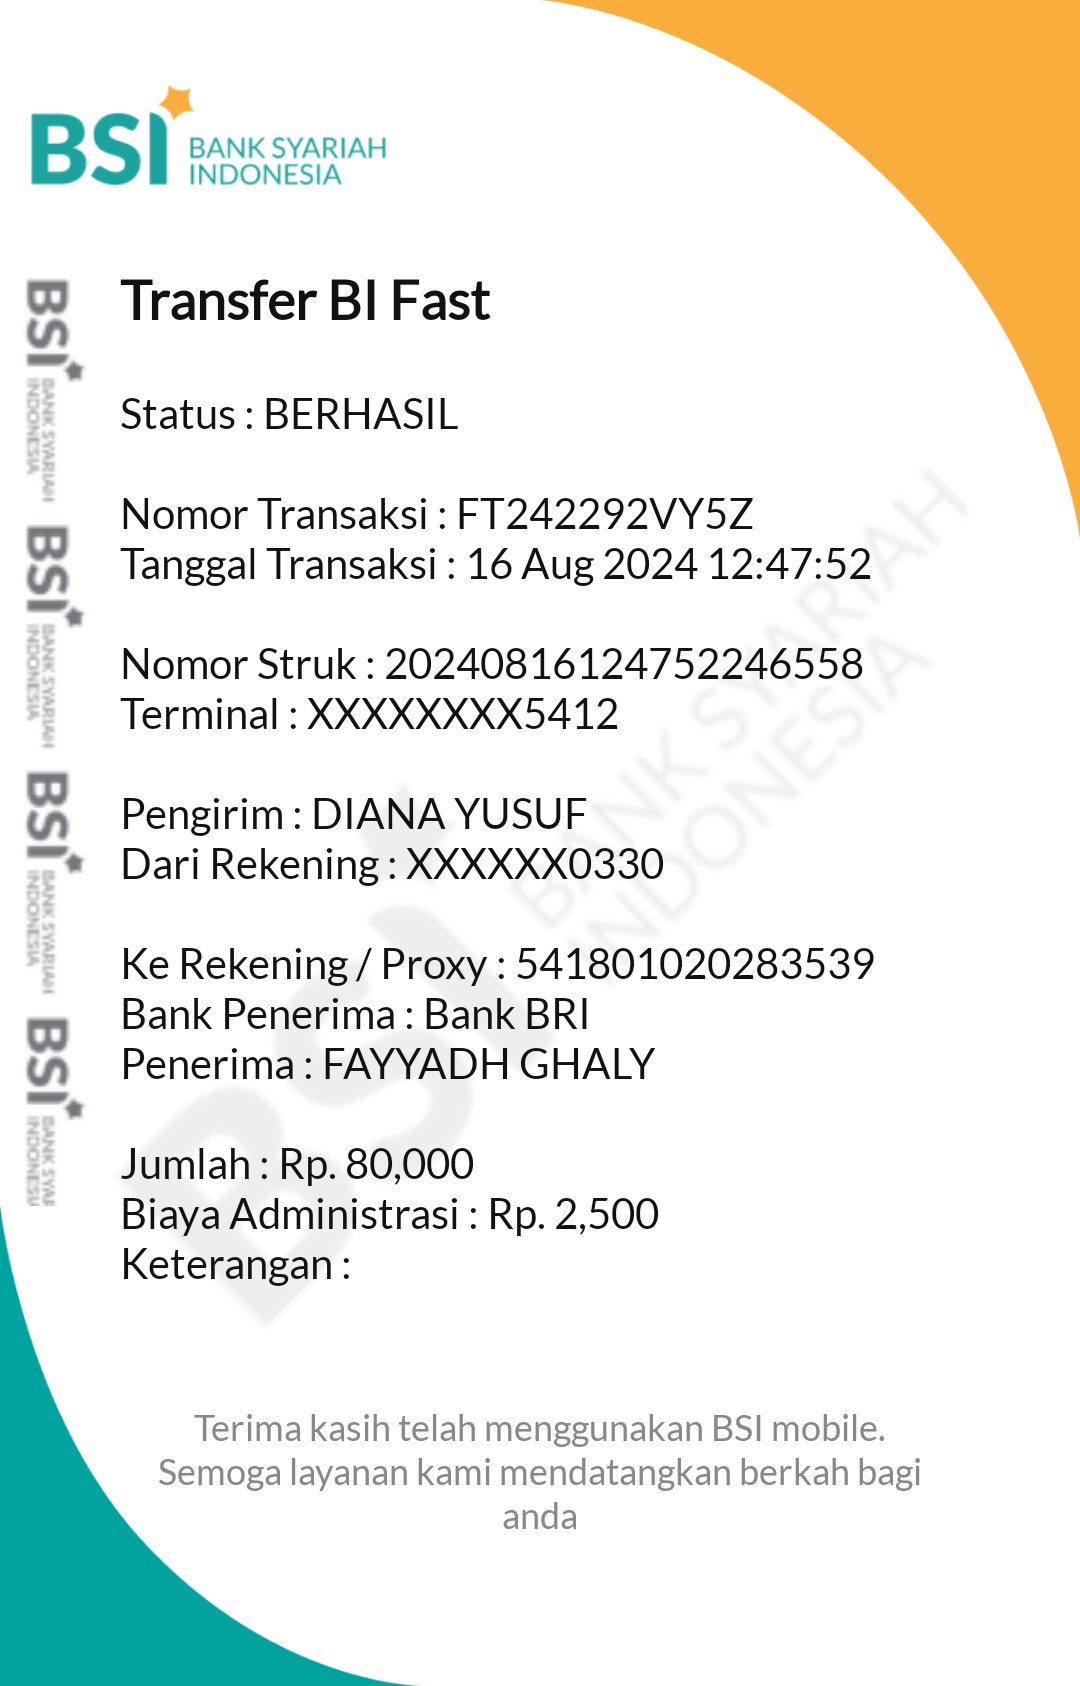 BSI BANK SYARIAH
INDONESIA
Transfer BI Fast
Status : BERHASIL
Nomor Transaksi : FT242292VY5Z
Tanggal Transaksi : 16 Aug 2024 12:47:52
Nomor Struk : 20240816124752246558
Terminal : XXXXXXXX5412
Pengirim : DIANA YUSUF
Dari Rekening : XXXXXX0330
Ke Rekening / Proxy : 541801020283539
Bank Penerima : Bank BRI
Penerima : FAYYADH GHALY
Jumlah : Rp. 80,000
Biaya Administrasi : Rp. 2,500
Keterangan :
Terima kasih telah menggunakan BSI mobile.
Semoga layanan kami mendatangkan berkah bagi
anda
BSI BANK SYARIAH
INDONESIA
BSI BANK SYARIAH
INDONESIA
BSI BANK SYARIAH
INDONESIA
BSI BANK SYAR
INDONESI
BSI BANK SYARIAH
INDONESIA